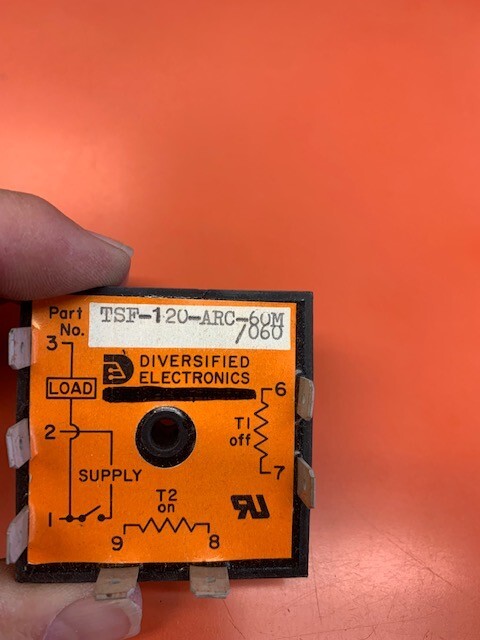 Part
No.
TSF-120-ARC-60M
/060
3
DIVERSIFIED
ELECTRONICS
LOAD
6
2
T1
off
SUPPLY
7
T2
on
1
9
8